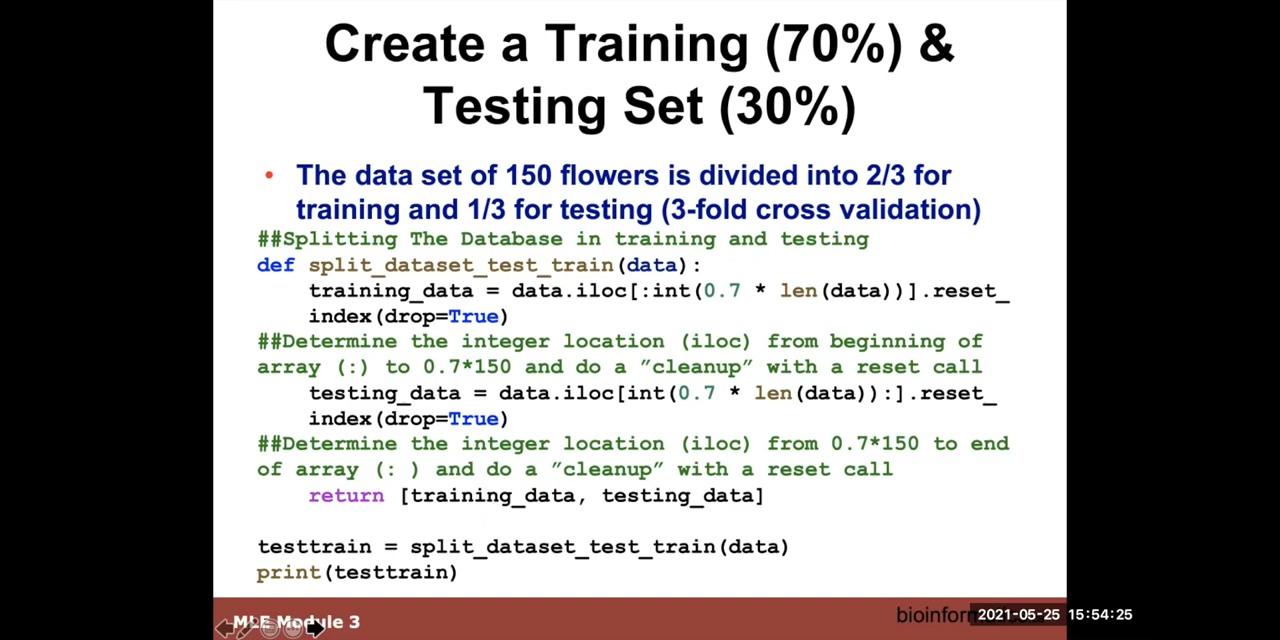 Create a Training (70%) &
Testing Set (30%)
• The data set of 150 flowers is divided into 2/3 for
training and 1/3 for testing (3-fold cross validation)
##Splitting The Database in training and testing
def split_dataset_test_train(data):
training_data = data.iloc[:int(0.7 * len(data))].reset_
index(drop=True)
##Determine the integer location (iloc) from beginning of
array (:) to 0.7*150 and do a ”cleanup” with a reset call
testing_data = data.iloc[int(0.7 * len(data)):].reset_
index(drop=True)
##Determine the integer location (iloc) from 0.7*150 to end
of array (: ) and do a ”cleanup” with a reset call
return [training_data, testing_data]
testtrain = split_dataset_test_train(data)
print(testtrain)
MLE Module 3
2021-05-25 15:54:25